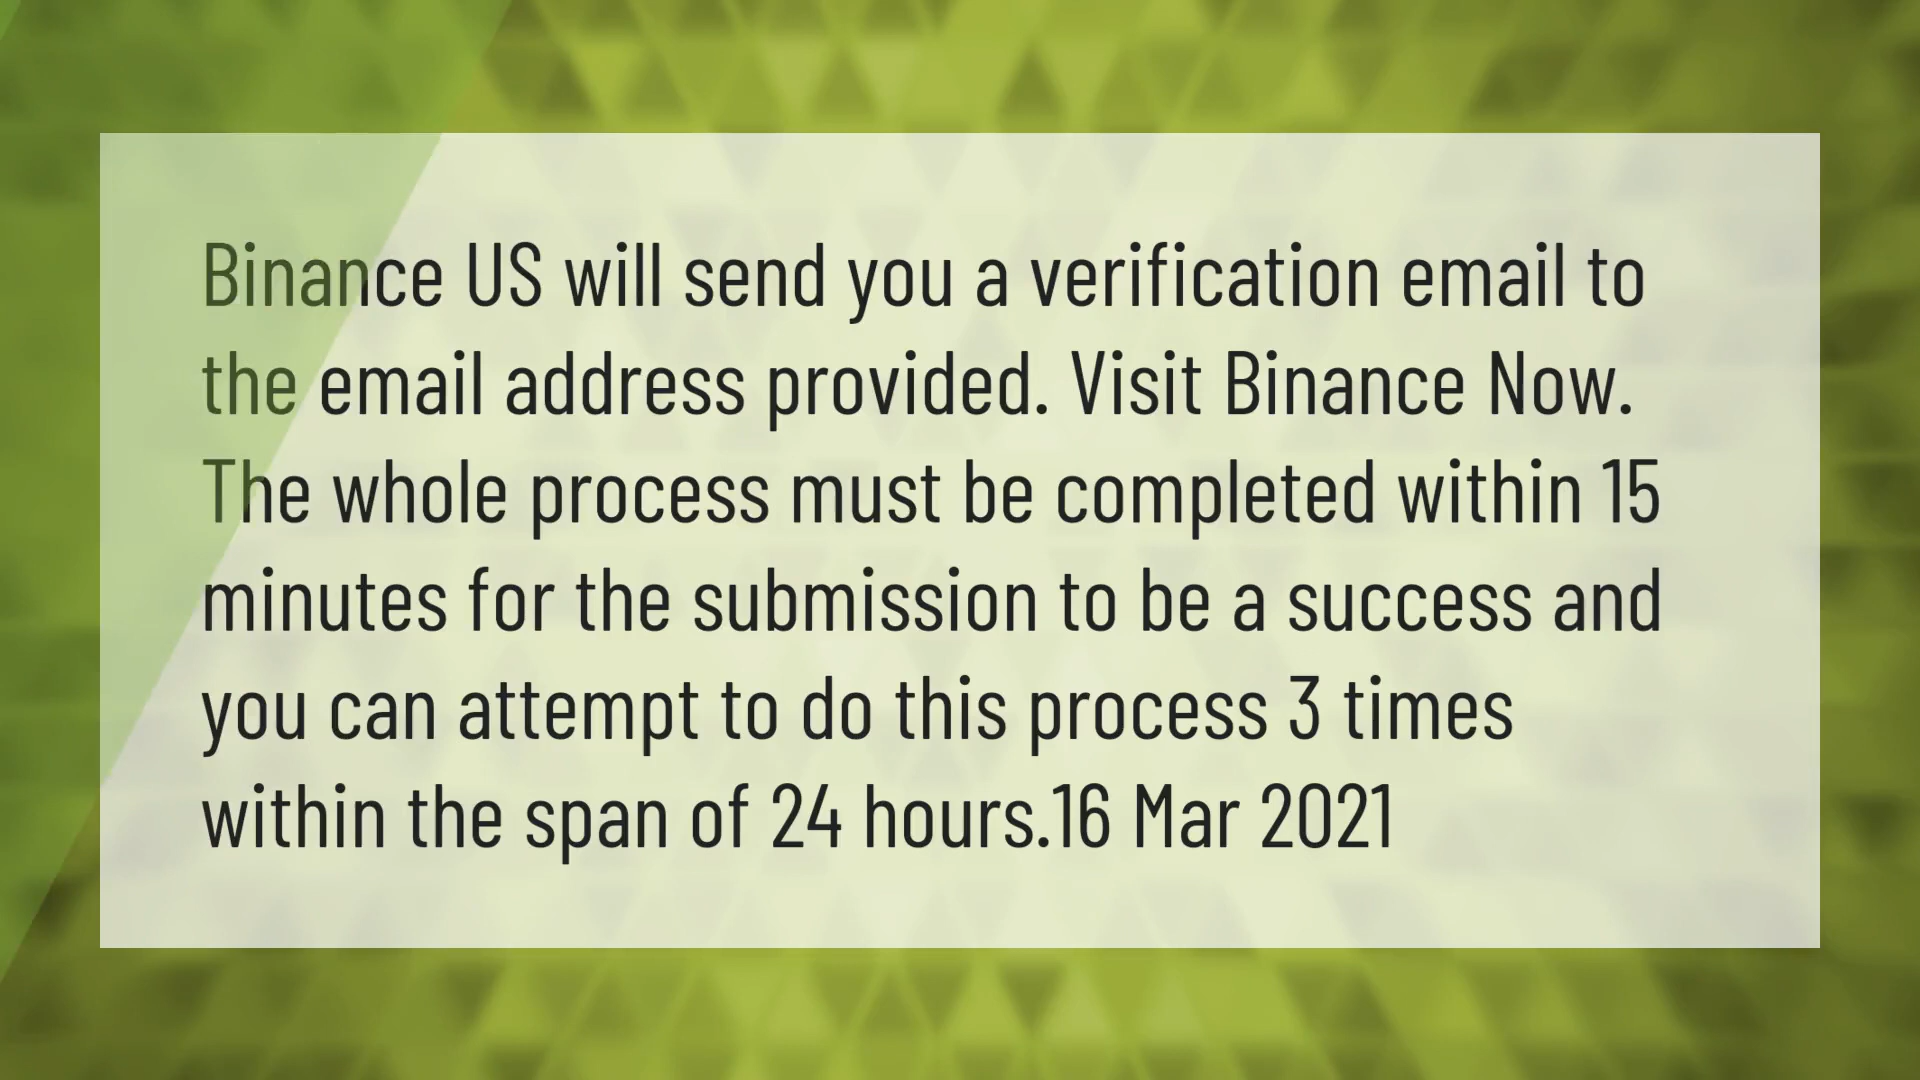 Binance US will send you a verification email to
the email address provided. Visit Binance Now.
The whole process must be completed within 15
minutes for the submission to be a success and
you can attempt to do this process 3 times
within the span of 24 hours.16 Mar 2021